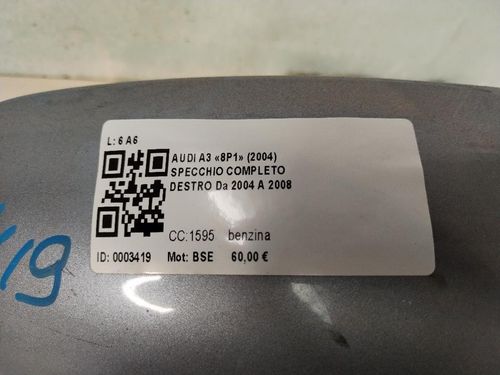 L: 6 A6
AUDI A3 «8P1» (2004)
SPECCHIO COMPLETO
DESTRO Da 2004 A 2008
CC:1595 benzina
ID: 0003419 Mot: BSE 60,00 €
419